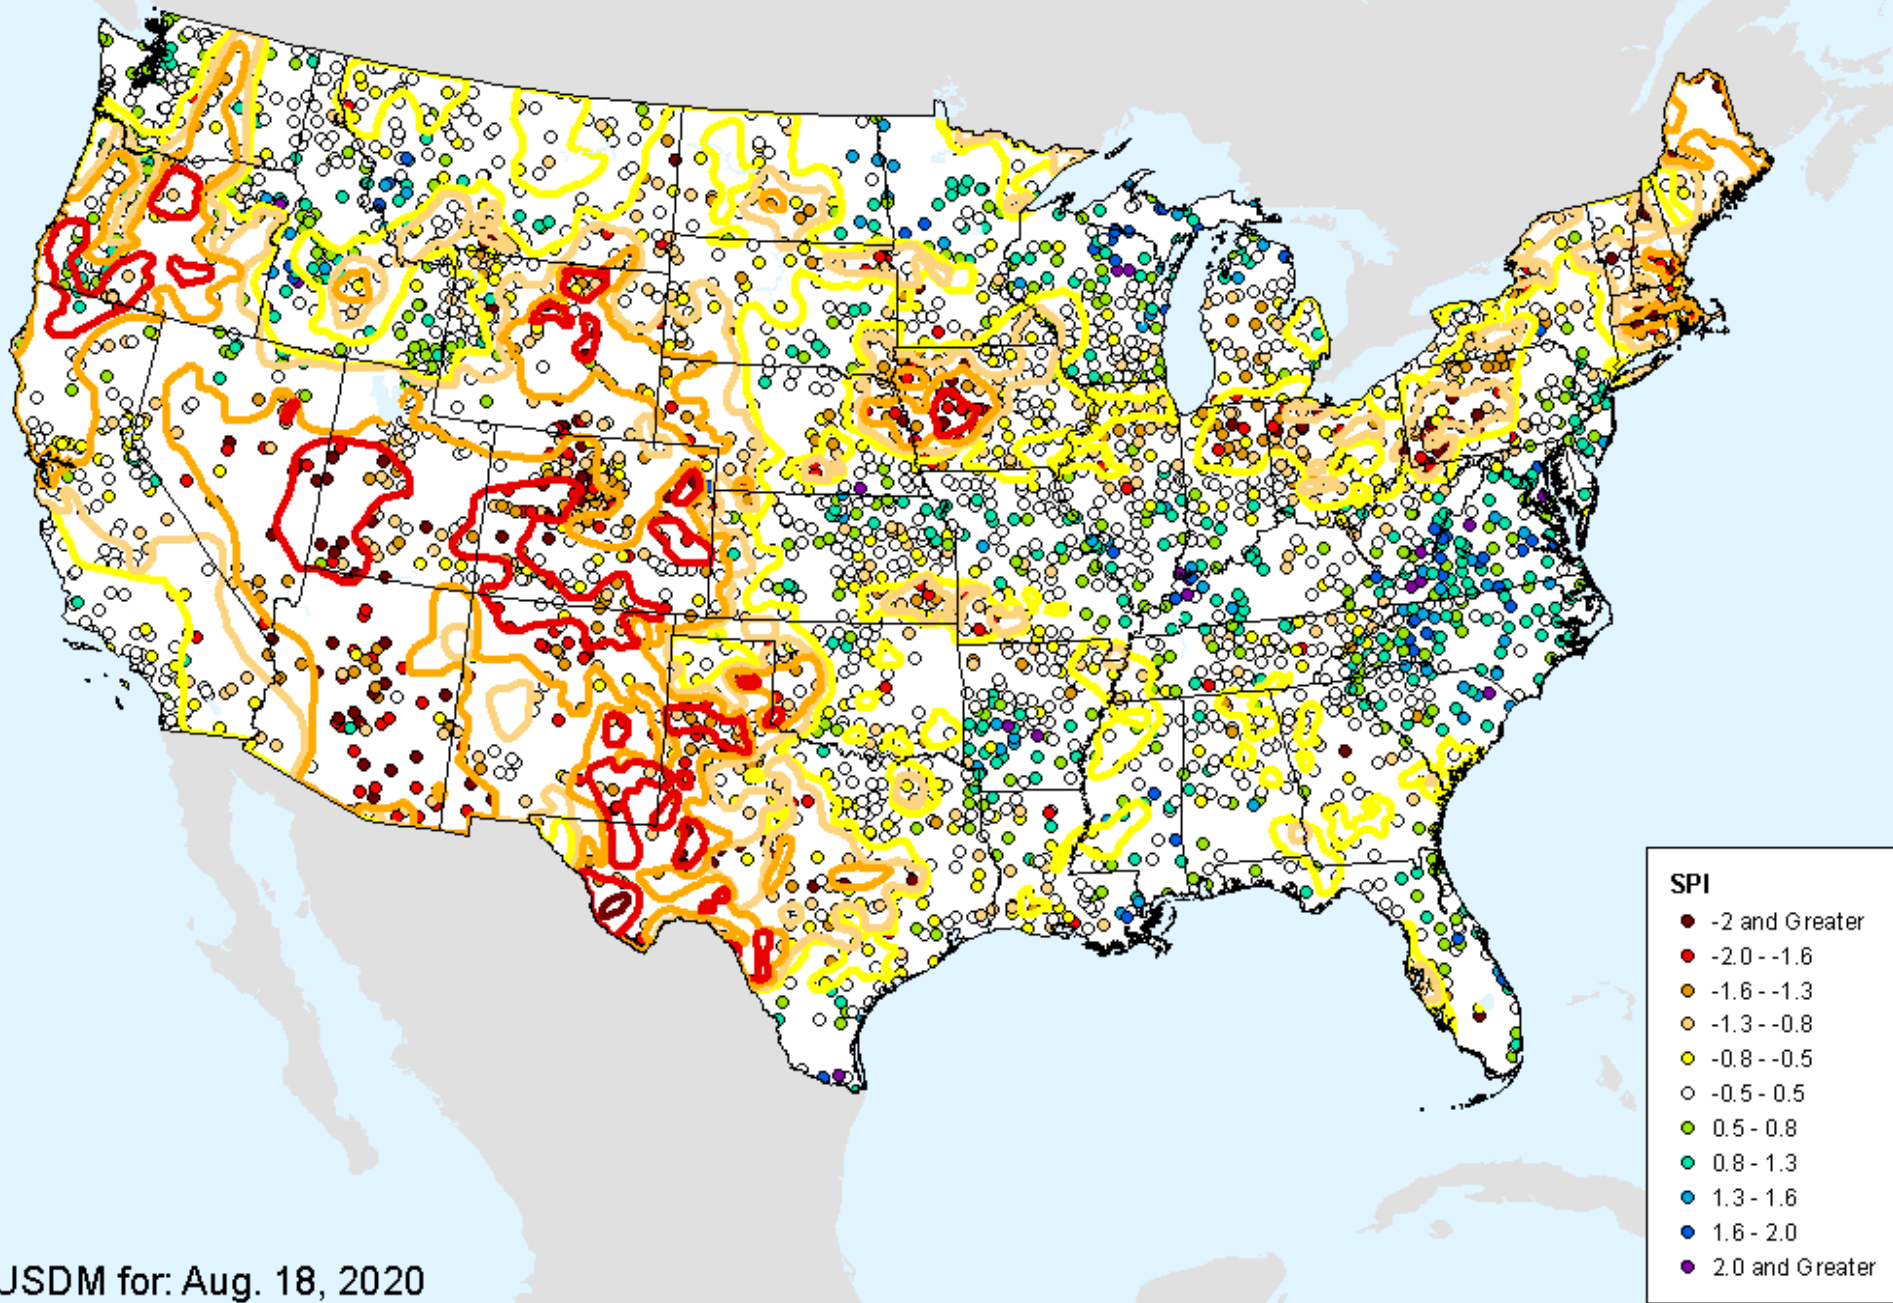 SPI
-2 and Greater
-2.0 - -1.6
-1.6 - -1.3
-1.3 - -0.8
-0.8 - -0.5
-0.5 - 0.5
0.5 - 0.8
0.8 - 1.3
1.3 - 1.6
1.6 - 2.0
2.0 and Greater
USDM for: Aug. 18, 2020